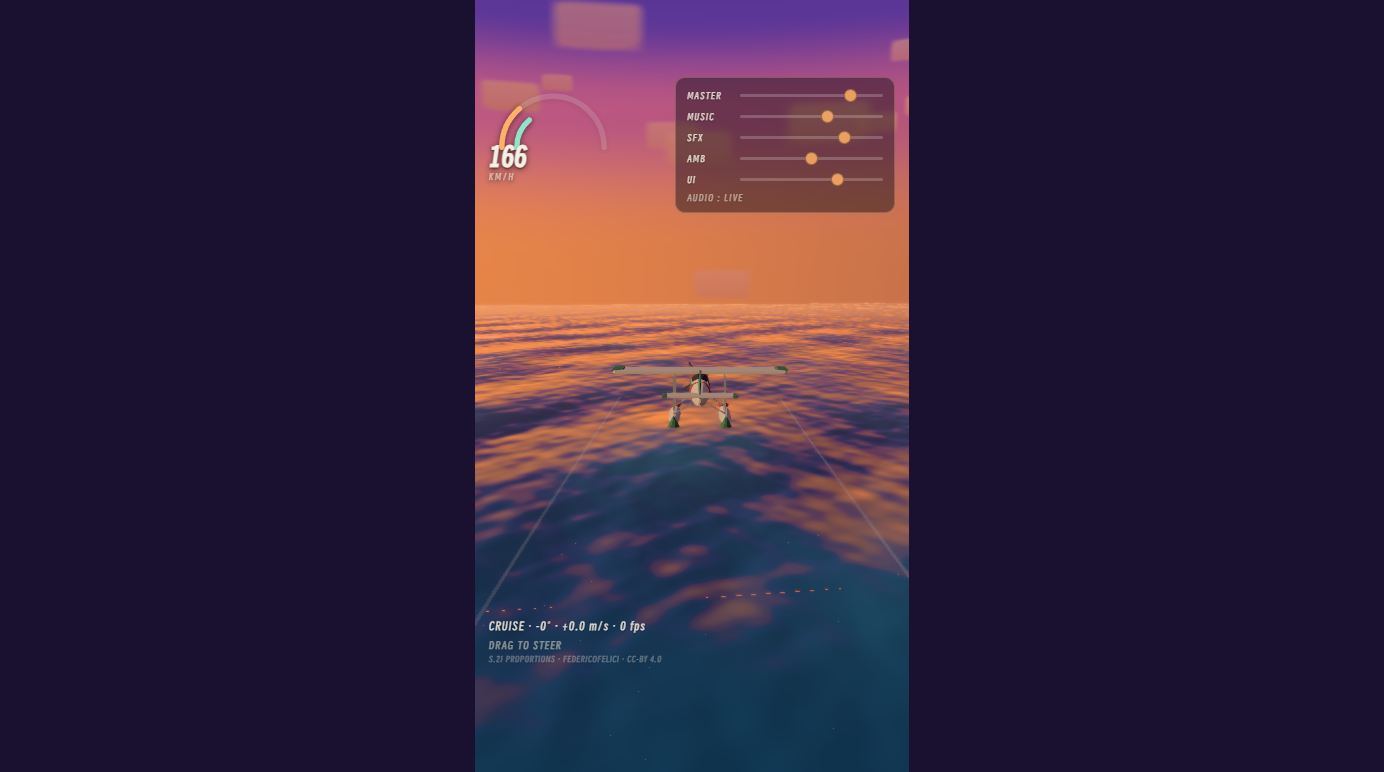 166
KM/H
MASTER
MUSIC
SFX
AMB
UI
AUDIO : LIVE
CRUISE · -0° · +0.0 m/s · 0 fps
DRAG TO STEER
S.21 PROPORTIONS · FEDERICOFELICI · CC-BY 4.0